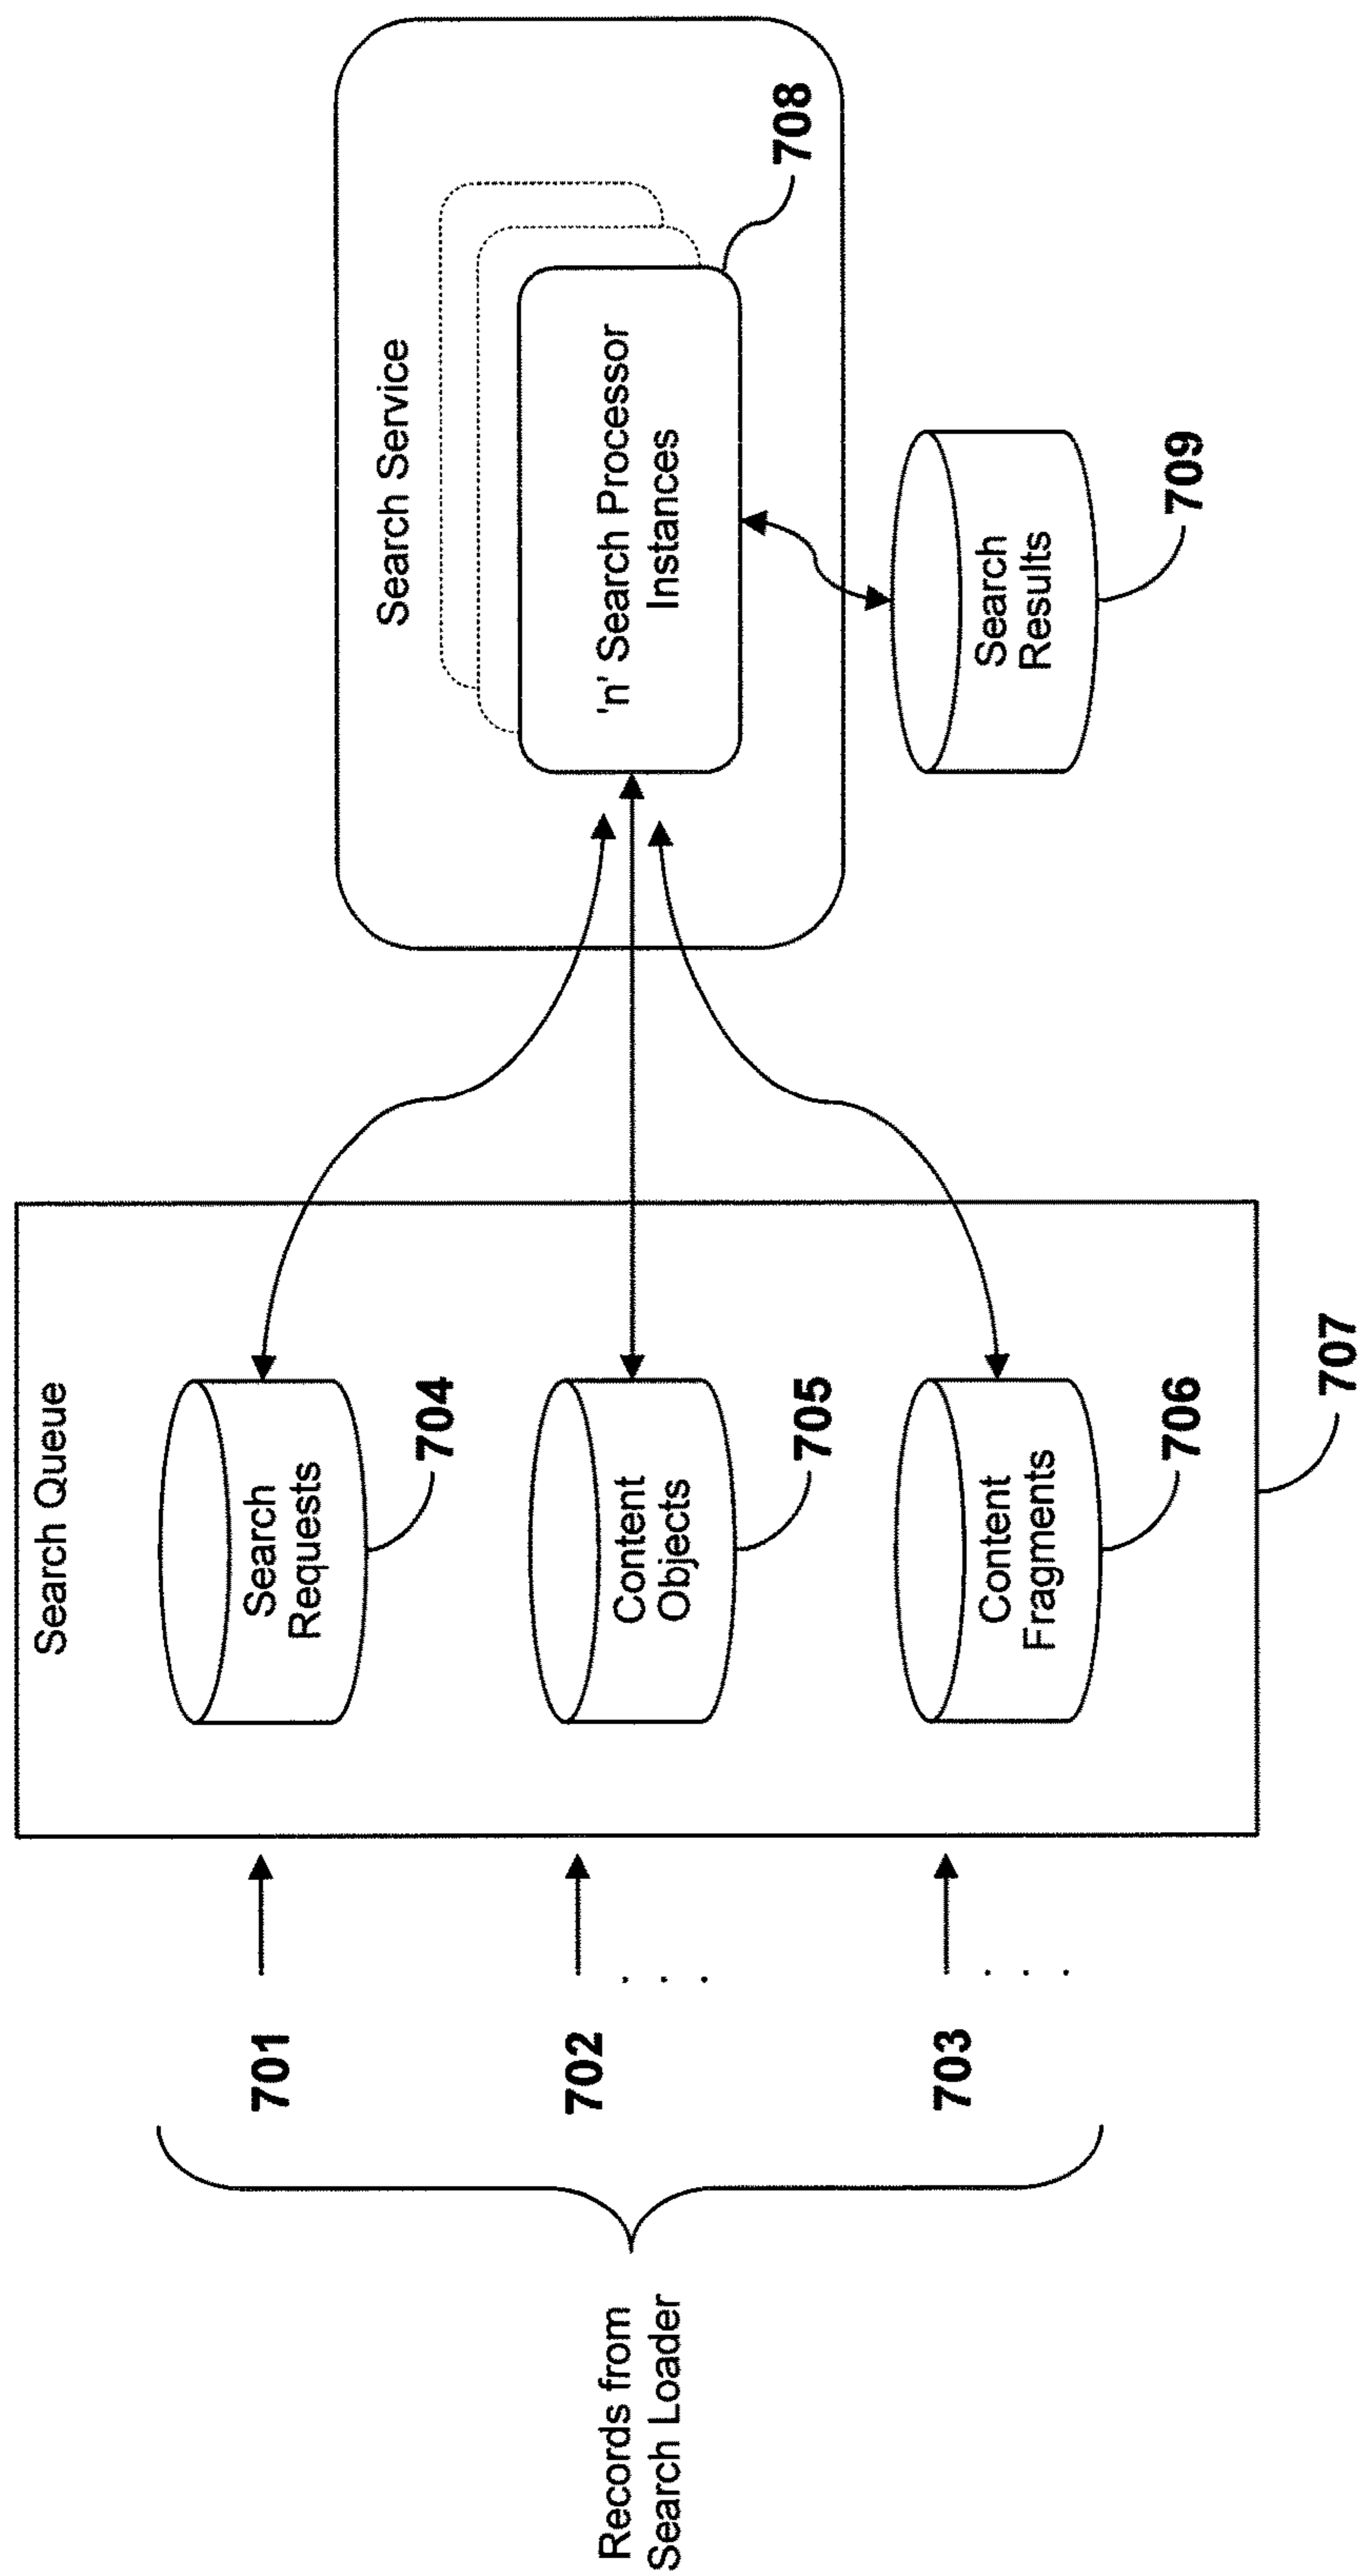 Records from
Search Loader
701
702
. . .
703
. . .
Search Queue
Search
Requests
704
Content
Objects
705
Content
Fragments
706
707
Search Service
'n' Search Processor
Instances
708
Search
Results
709